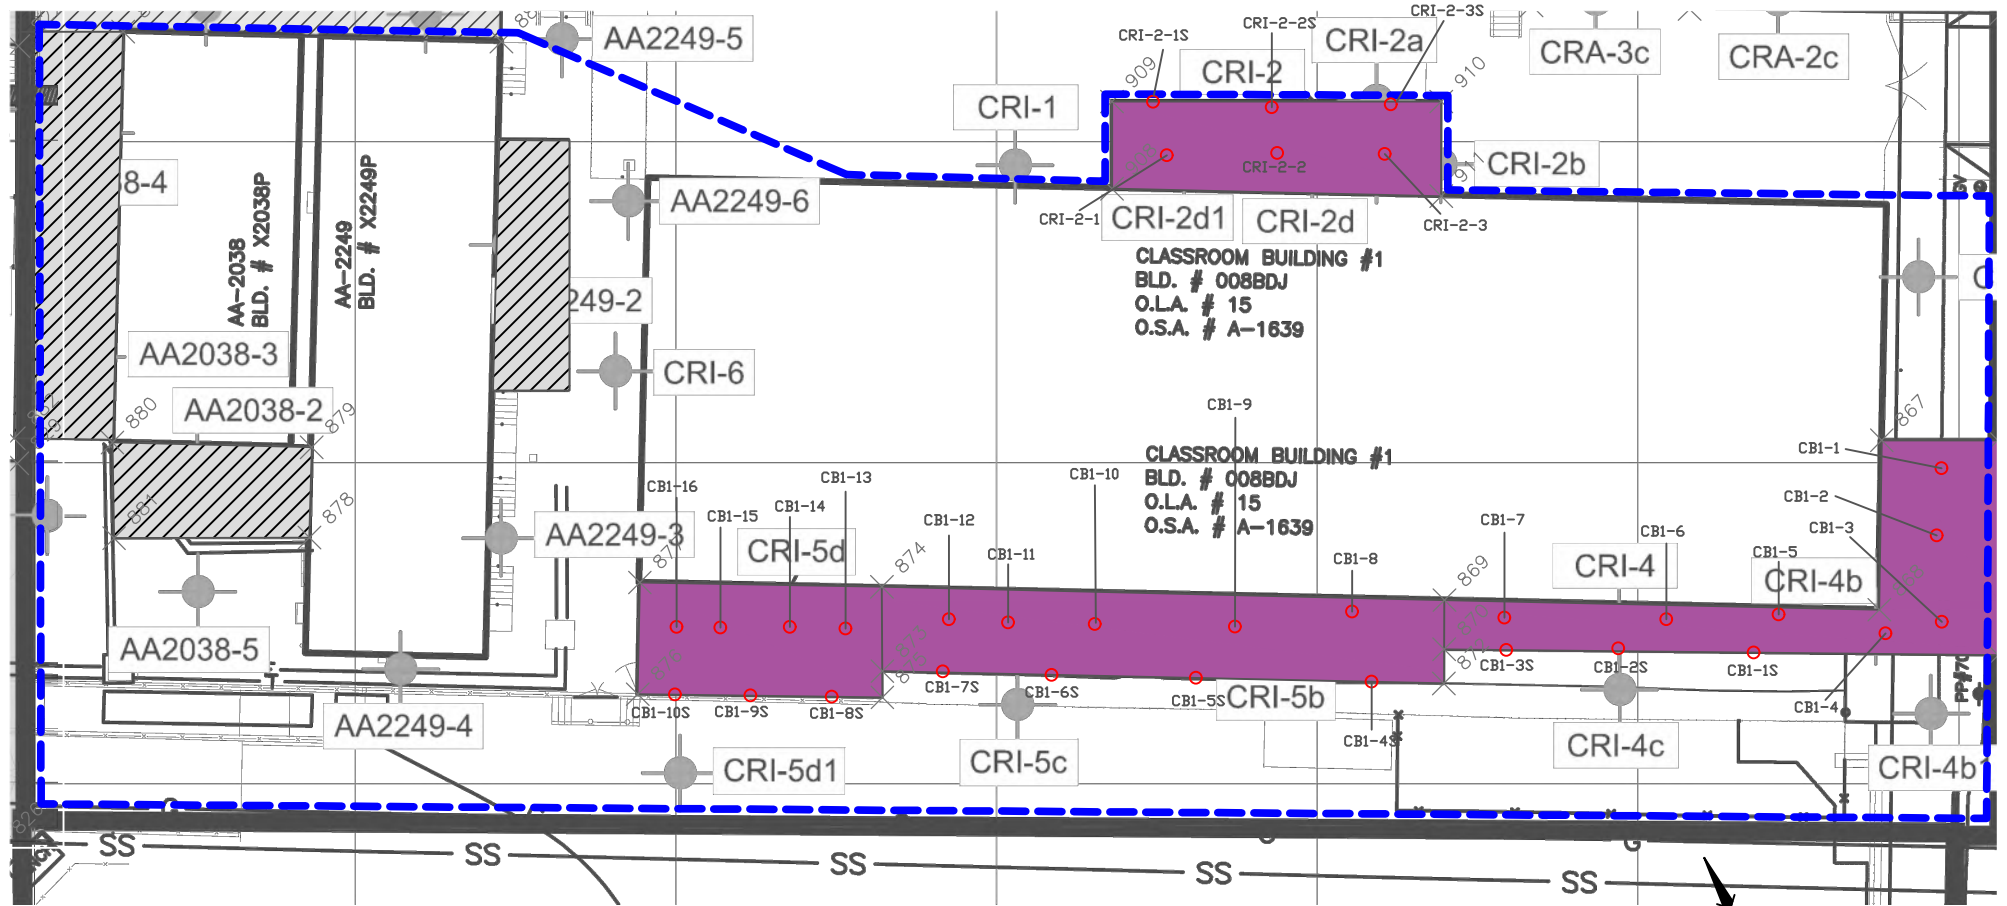 AA2249-5
CRI-2-1S
CRI-2-2S
CRI-2a
CRI-2-3S
CRA-3c
CRA-2c
909
CRI-2
910
CRI-1
8-4
AA-2038
BLD. # X2038P
AA-2249
BLD. # X2249P
AA2249-6
CRI-2-2
CRI-2b
CRI-2-1
CRI-2d1
CRI-2d
CRI-2-3
CLASSROOM BUILDING #1
BLD. # 008BDJ
O.L.A. # 15
O.S.A. # A-1639
249-2
AA2038-3
CRI-6
AA2038-2
880
879
867
CB1-9
CLASSROOM BUILDING #1
BLD. # 008BDJ
O.L.A. # 15
O.S.A. # A-1639
CB1-1
CB1-2
CB1-3
CB1-16
CB1-15
CB1-14
CB1-13
CB1-12
CB1-11
CB1-10
CB1-8
CB1-7
CB1-6
CB1-5
881
878
AA2249-3
CRI-5d
874
869
CRI-4
CRI-4b
AA2038-5
873
876
CB1-10S
CB1-9S
CB1-8S
CB1-7S
CB1-6S
CB1-5S
CRI-5b
CB1-4S
CB1-3S
CB1-2S
CB1-1S
CB1-4
AA2249-4
CRI-5d1
CRI-5c
CRI-4c
CRI-4b1
PP#70
GV
G
G
SS
SS
SS
SS
SS